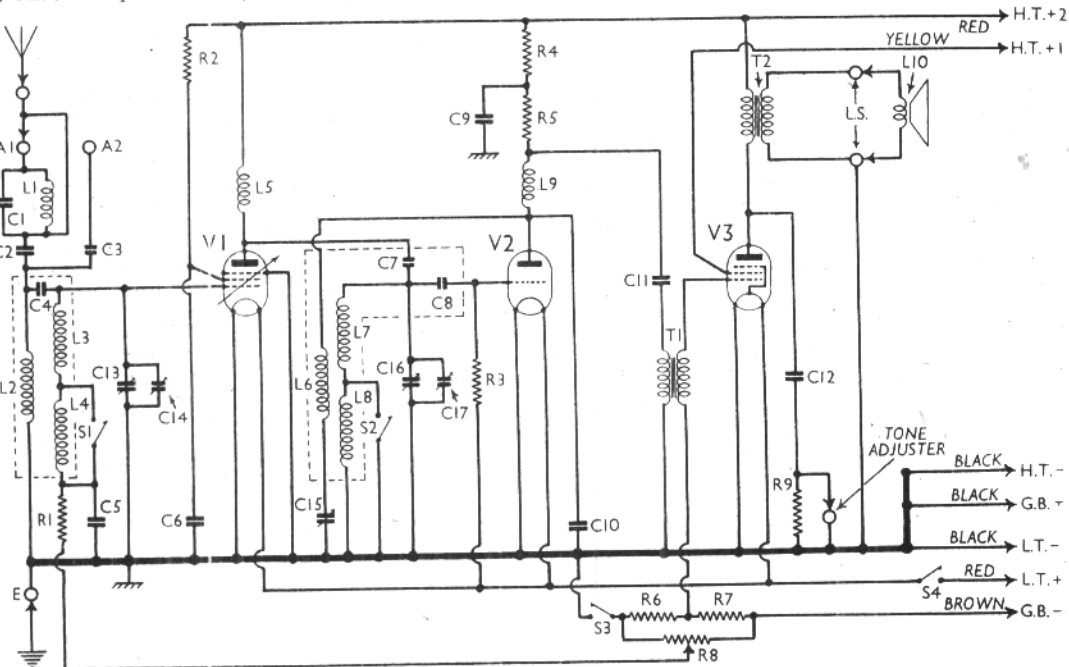 H.T.+2
RED
YELLOW
H.T.+1
R2
R4
T2
L10
C9
R5
L.S.
A1
A2
L1
C1
L5
L9
C2
C3
V1
C7
V2
V3
C4
C8
C11
L3
L7
T1
L2
C13
C14
L6
C16
C17
R3
C12
L4
S1
L8
S2
TONE
ADJUSTER
R1
C5
C6
C15
C10
R9
BLACK
H.T.-
BLACK
G.B.+
BLACK
L.T.-
E
S4
RED
L.T.+
S3
R6
R7
BROWN
G.B.-
R8